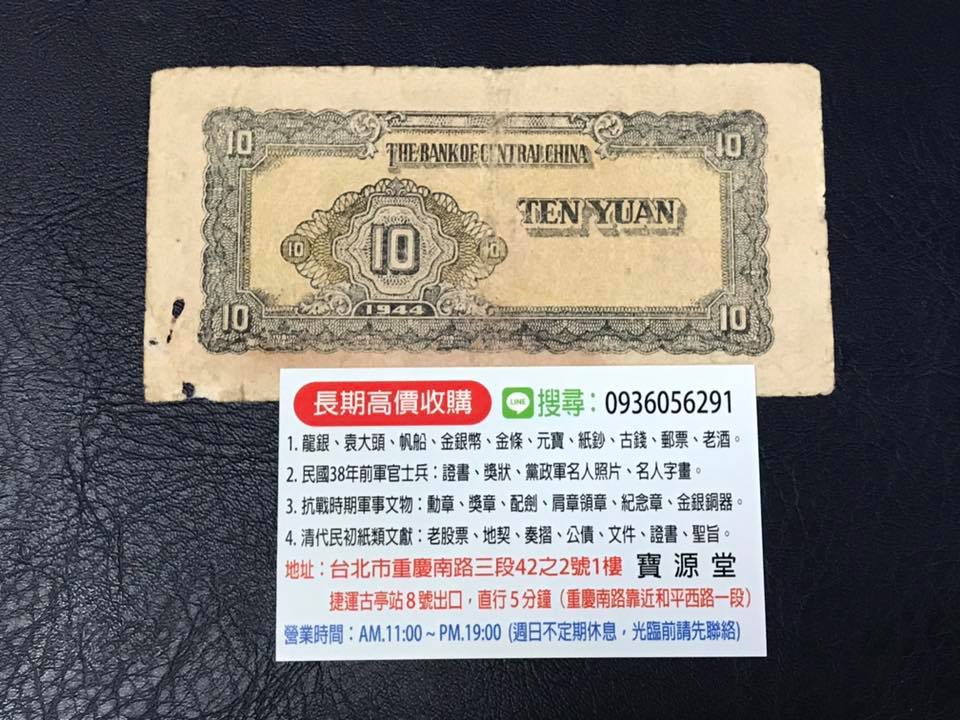 10
10
THE BANK OF CENTRAL CHINA
TEN YUAN
10
10
10
1944
10
10
長期高價收購
LINE
搜尋：0936056291
1. 龍銀、袁大頭、帆船、金銀幣、金條、元寶、紙鈔、古錢、郵票、老酒。
2. 民國38年前軍官士兵：證書、獎狀、黨政軍名人照片、名人字畫。
3. 抗戰時期軍事文物：勳章、獎章、配劍、肩章領章、紀念章、金銀銅器。
4. 清代民初紙類文獻：老股票、地契、奏摺、公債、文件、證書、聖旨。
地址：台北市重慶南路三段42之2號1樓 寶源堂
捷運古亭站8號出口，直行5分鐘（重慶南路靠近和平西路一段）
營業時間：AM.11:00 ~ PM.19:00 (週日不定期休息，光臨前請先聯絡)